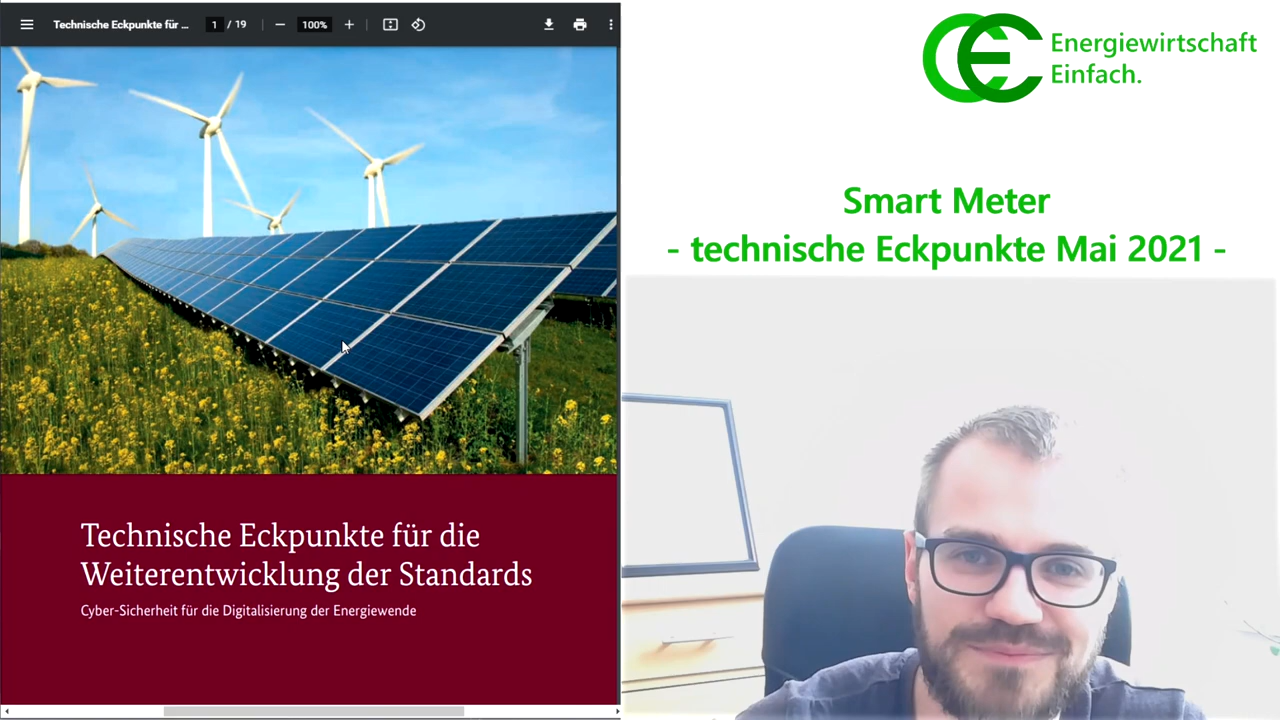 Technische Eckpunkte für ...
1 / 19
100%
Energiewirtschaft
Einfach.
Smart Meter
- technische Eckpunkte Mai 2021 -
Technische Eckpunkte für die
Weiterentwicklung der Standards
Cyber-Sicherheit für die Digitalisierung der Energiewende